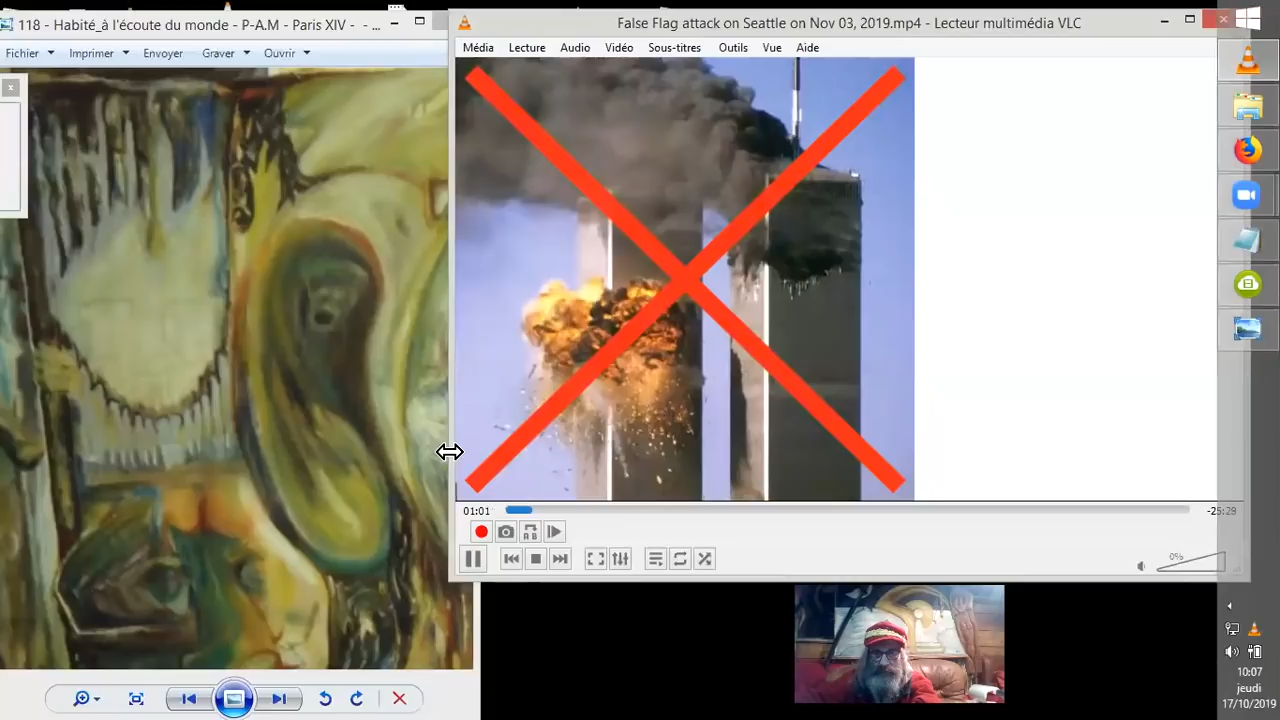 118 - Habité_à l'écoute du monde - P-A.M - Paris XIV - - ...
Fichier Imprimer Envoyer Graver Ouvrir
False Flag attack on Seattle on Nov 03, 2019.mp4 - Lecteur multimédia VLC
Média Lecture Audio Vidéo Sous-titres Outils Vue Aide
01:01 -25:29
A B
0%
10:07
jeudi
17/10/2019